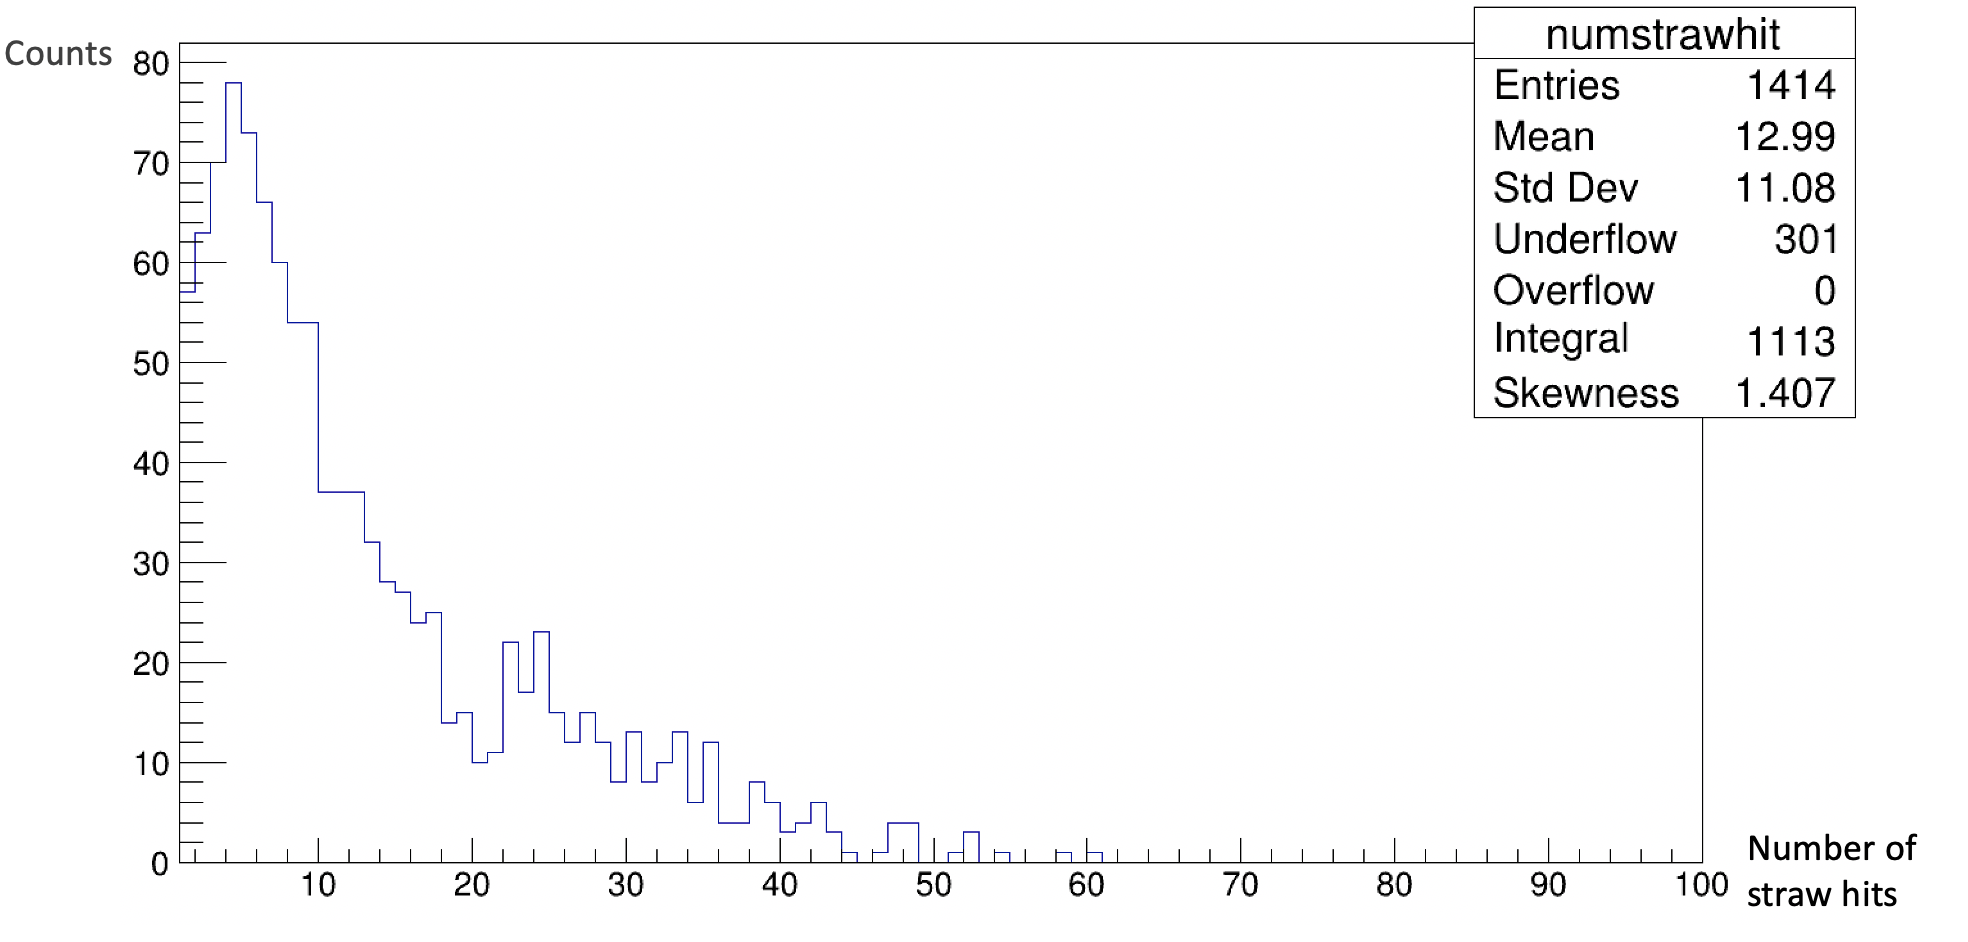 Counts
numstrawhit
Entries 1414
Mean 12.99
Std Dev 11.08
Underflow 301
Overflow 0
Integral 1113
Skewness 1.407
80
70
60
50
40
30
20
10
0
10 20 30 40 50 60 70 80 90 100
Number of
straw hits